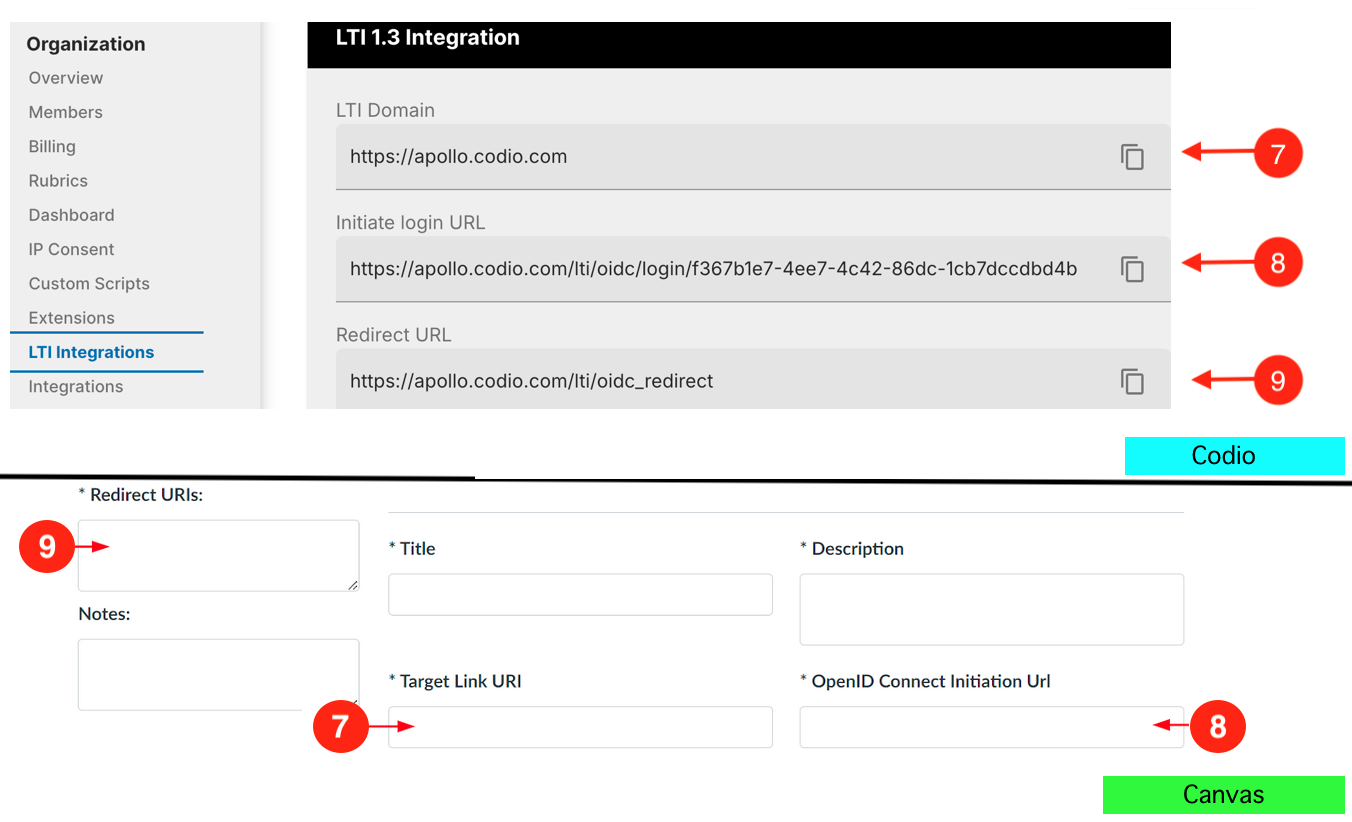 Organization
Overview
Members
Billing
Rubrics
Dashboard
IP Consent
Custom Scripts
Extensions
LTI Integrations
Integrations
LTI 1.3 Integration
LTI Domain
https://apollo.codio.com
7
Initiate login URL
https://apollo.codio.com/lti/oidc/login/f367b1e7-4ee7-4c42-86dc-1cb7dccdbd4b
8
Redirect URL
https://apollo.codio.com/lti/oidc_redirect
9
Codio
* Redirect URIs:
9
Notes:
* Title
* Description
* Target Link URI
7
* OpenID Connect Initiation Url
8
Canvas